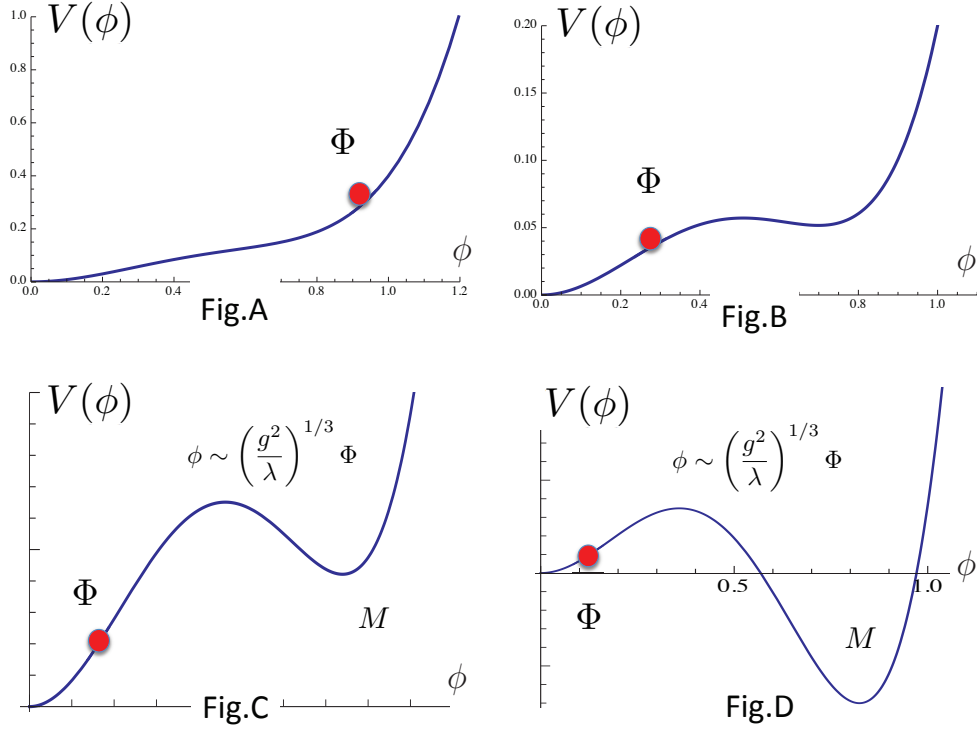 V(ϕ)
1.0
0.8
0.6
0.4
0.2
0.0
Φ
ϕ
0.0 0.2 0.4 0.8 1.0 1.2
Fig.A
V(ϕ)
0.20
0.15
0.10
0.05
0.00
Φ
ϕ
0.0 0.2 0.4 0.8 1.0
Fig.B
V(ϕ)
ϕ ∼ (g²/λ)^{1/3} Φ
Φ
M
ϕ
Fig.C
V(ϕ)
ϕ ∼ (g²/λ)^{1/3} Φ
ϕ
0.5 1.0
Φ
M
Fig.D